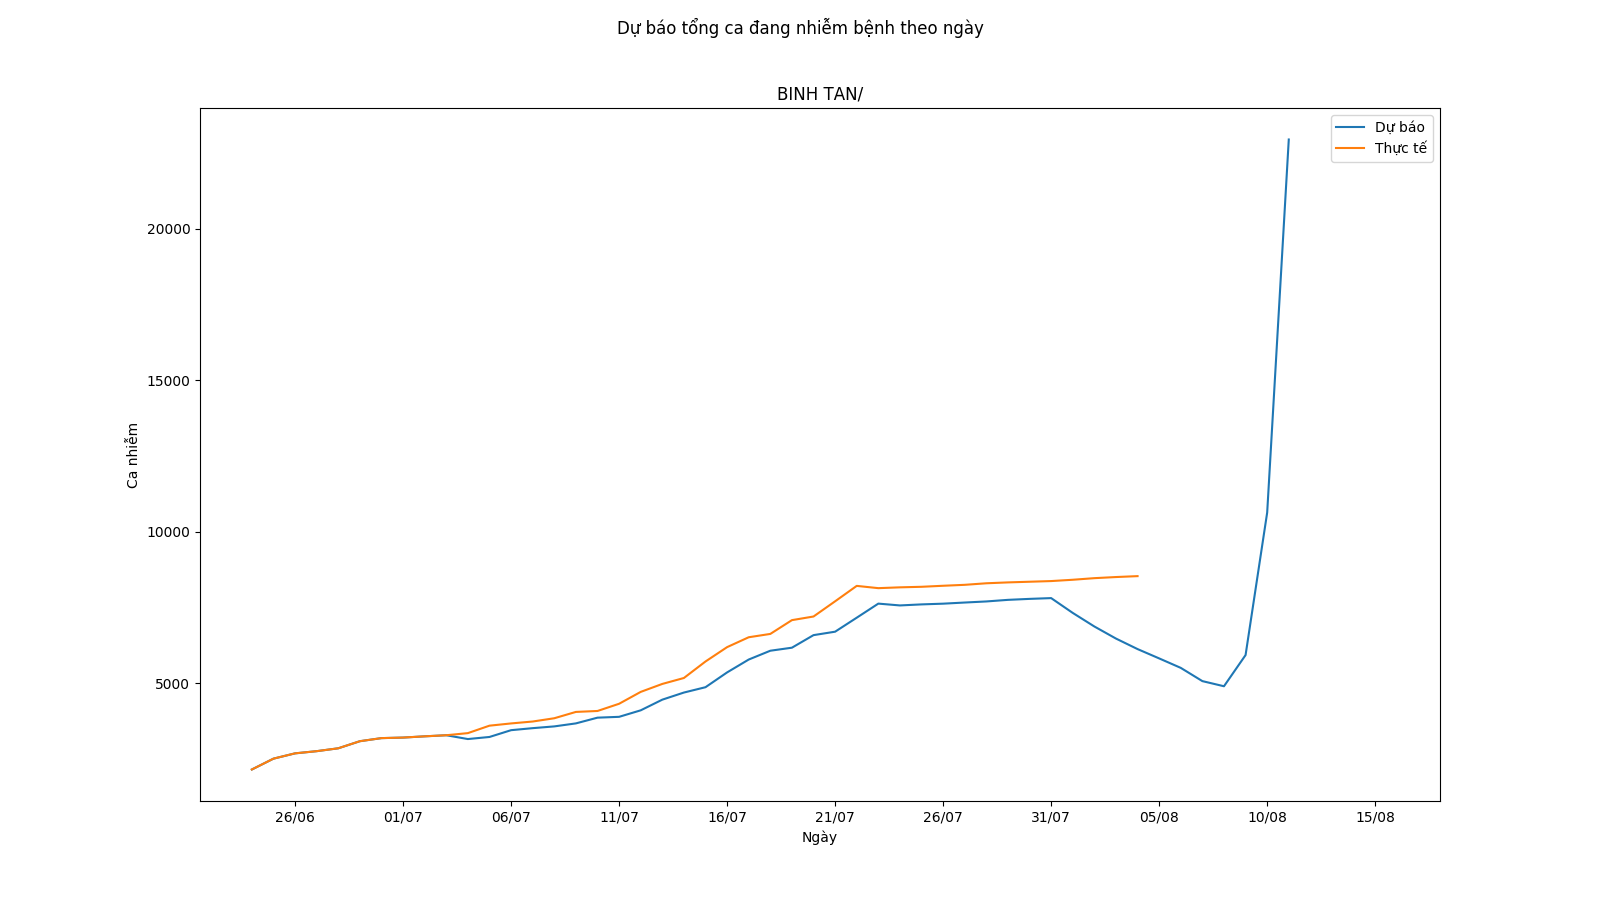 Dự báo tổng ca đang nhiễm bệnh theo ngày
BINH TAN/
Dự báo
Thực tế
20000
15000
10000
5000
Ca nhiễm
26/06
01/07
06/07
11/07
16/07
21/07
26/07
31/07
05/08
10/08
15/08
Ngày